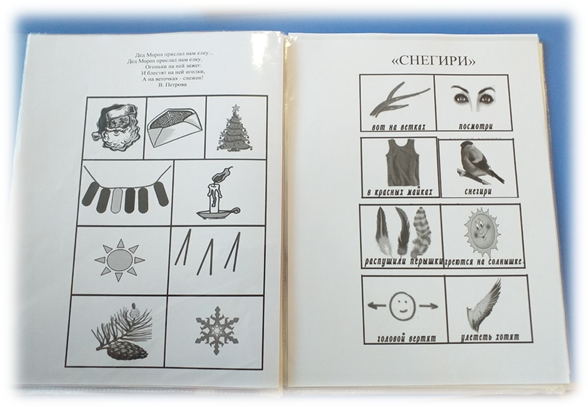 Дед Мороз прислал нам елку...
Дед Мороз прислал нам елку,
Огоньки на ней зажег.
И блестят на ней иголки,
А на веточках - снежок!
В. Петрова
«СНЕГИРИ»
вот на ветках
посмотри
в красных майках
снегири
распушили пёрышки
греются на солнышке
головой вертят
улететь хотят